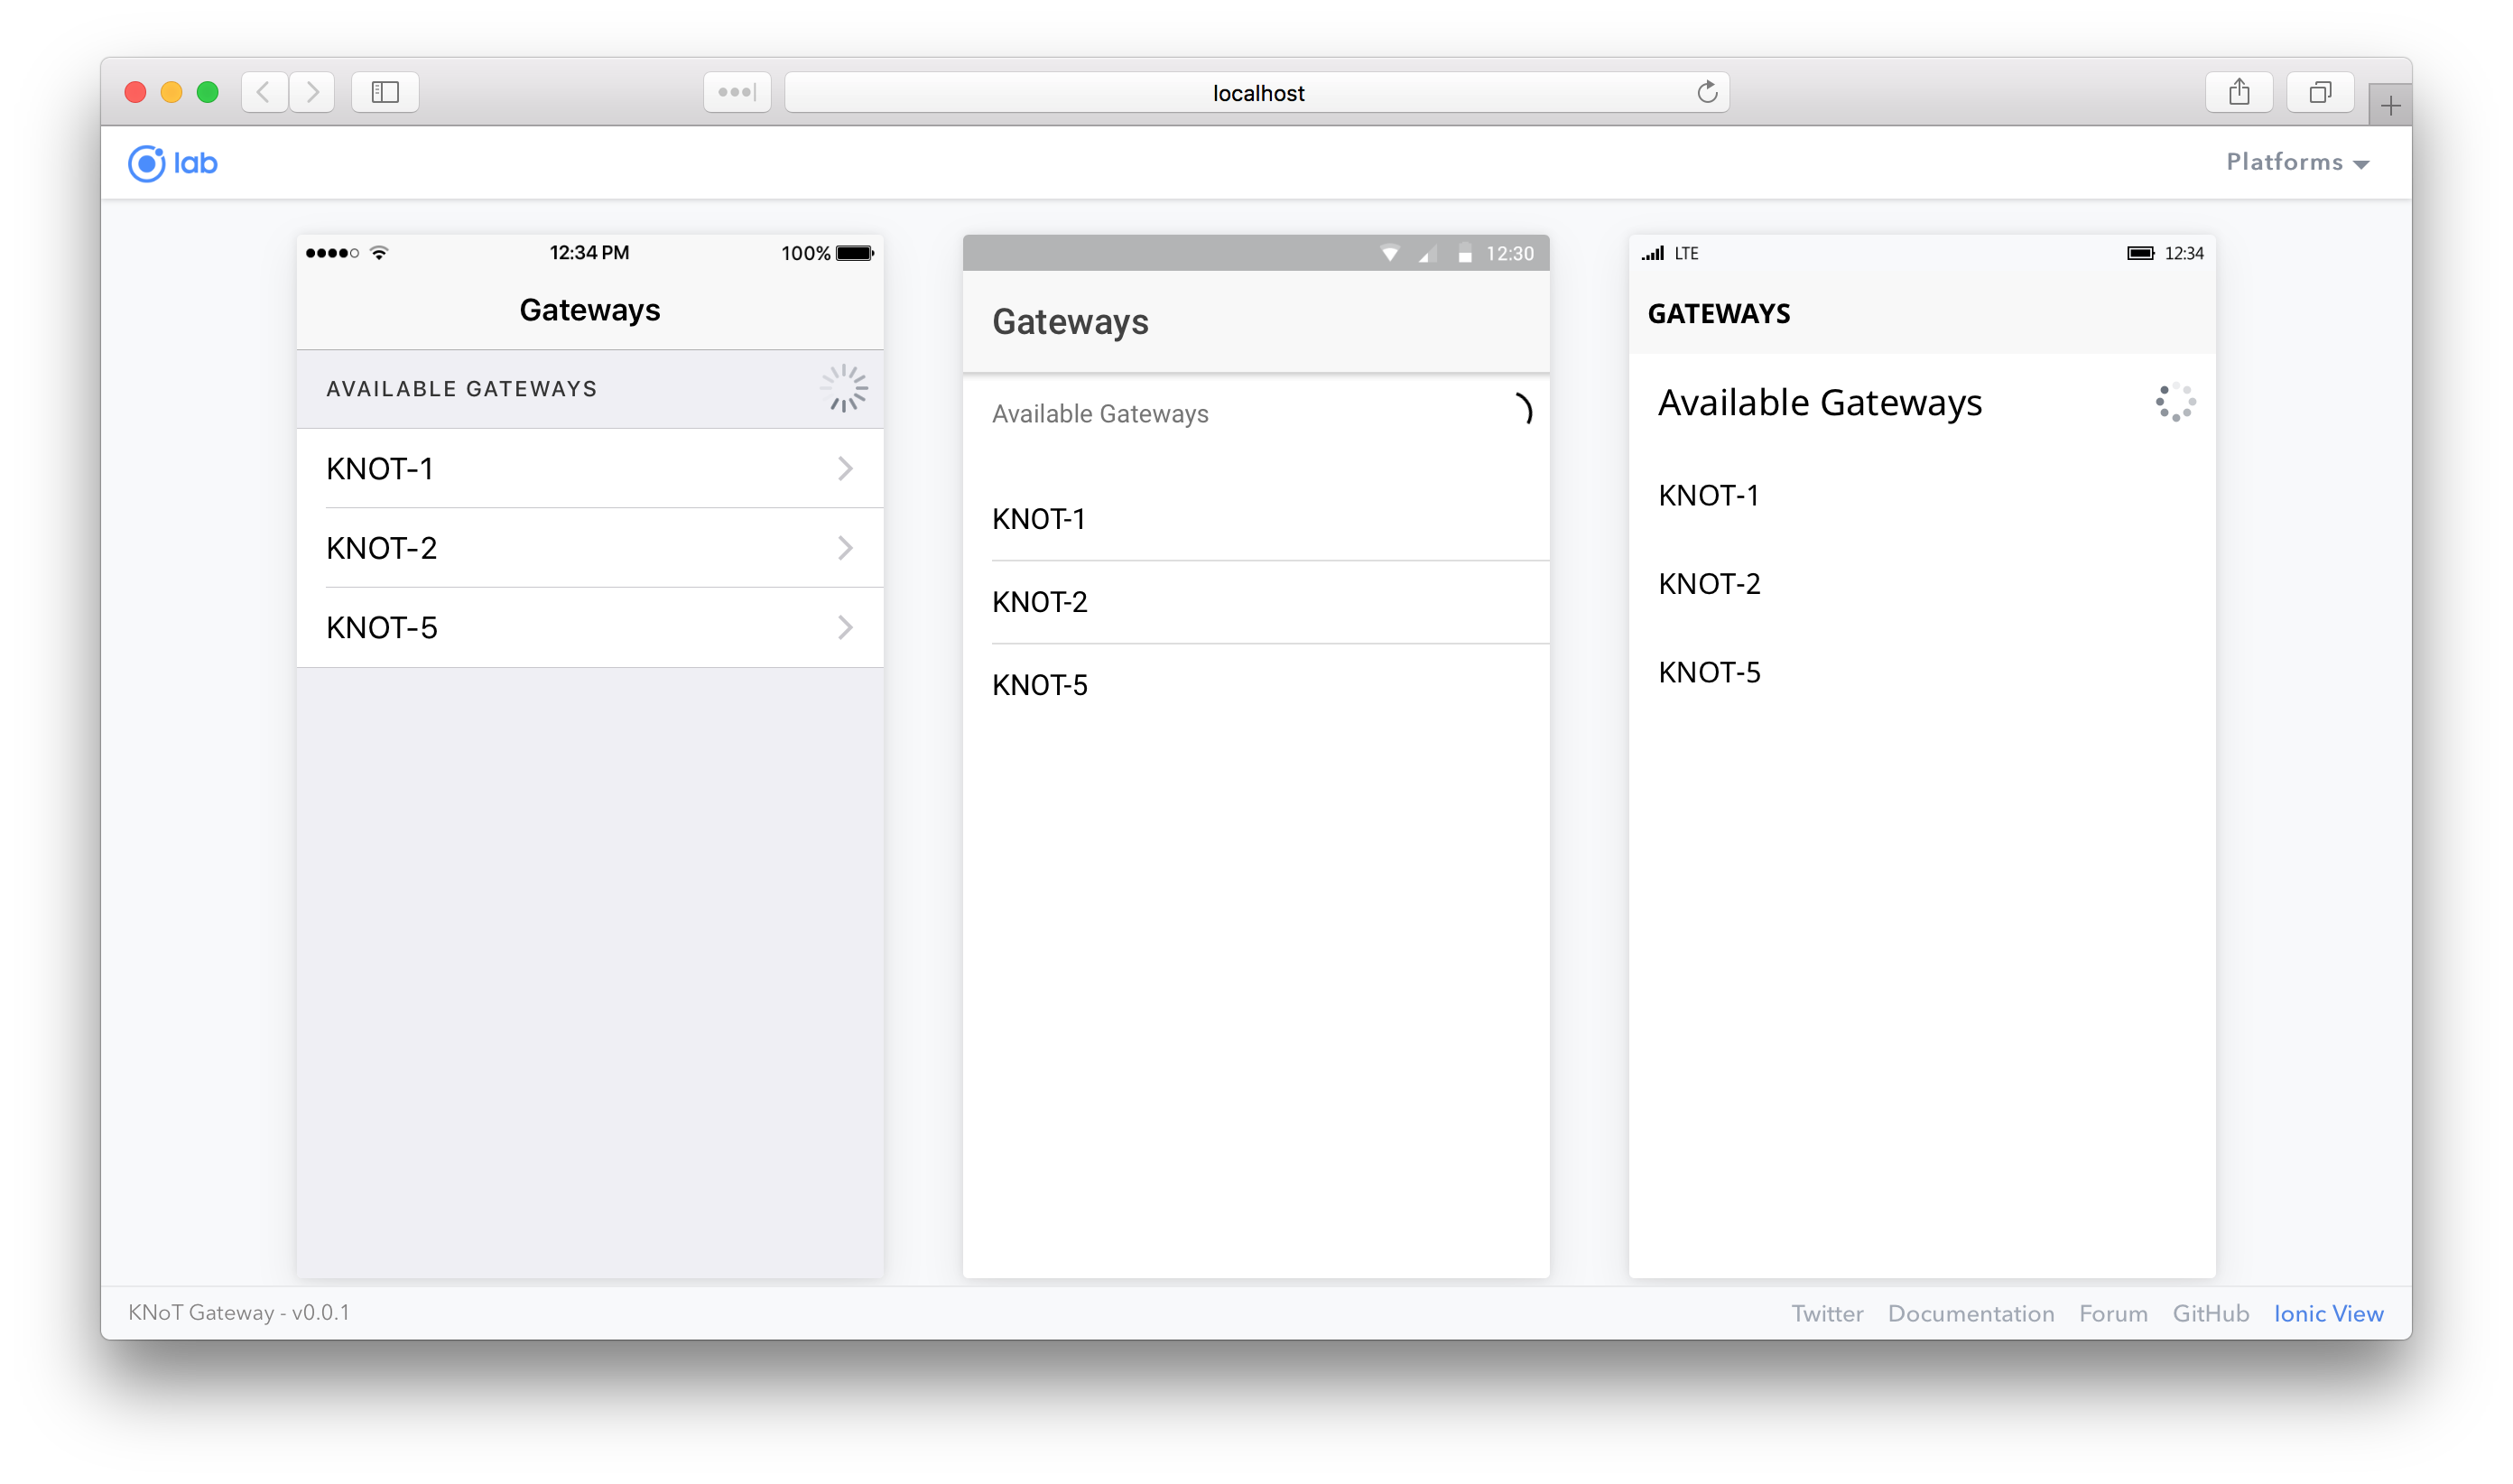 localhost
lab
Platforms
12:34 PM
100%
Gateways
AVAILABLE GATEWAYS
KNOT-1
KNOT-2
KNOT-5
12:30
Gateways
Available Gateways
KNOT-1
KNOT-2
KNOT-5
LTE
12:34
GATEWAYS
Available Gateways
KNOT-1
KNOT-2
KNOT-5
KNoT Gateway - v0.0.1
Twitter Documentation Forum GitHub Ionic View